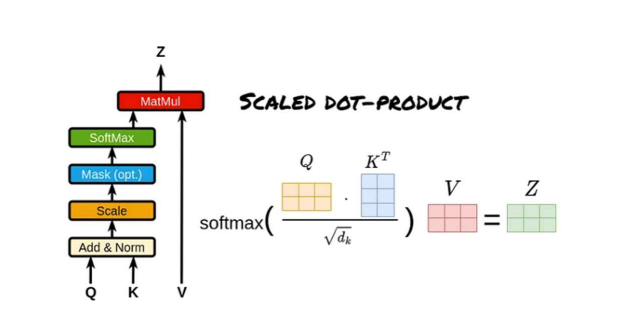 Z
MatMul
SCALED DOT-PRODUCT
SoftMax
Mask (opt.)
Scale
Add & Norm
Q K V
Q K^T V Z
softmax( · ) =
√d_k